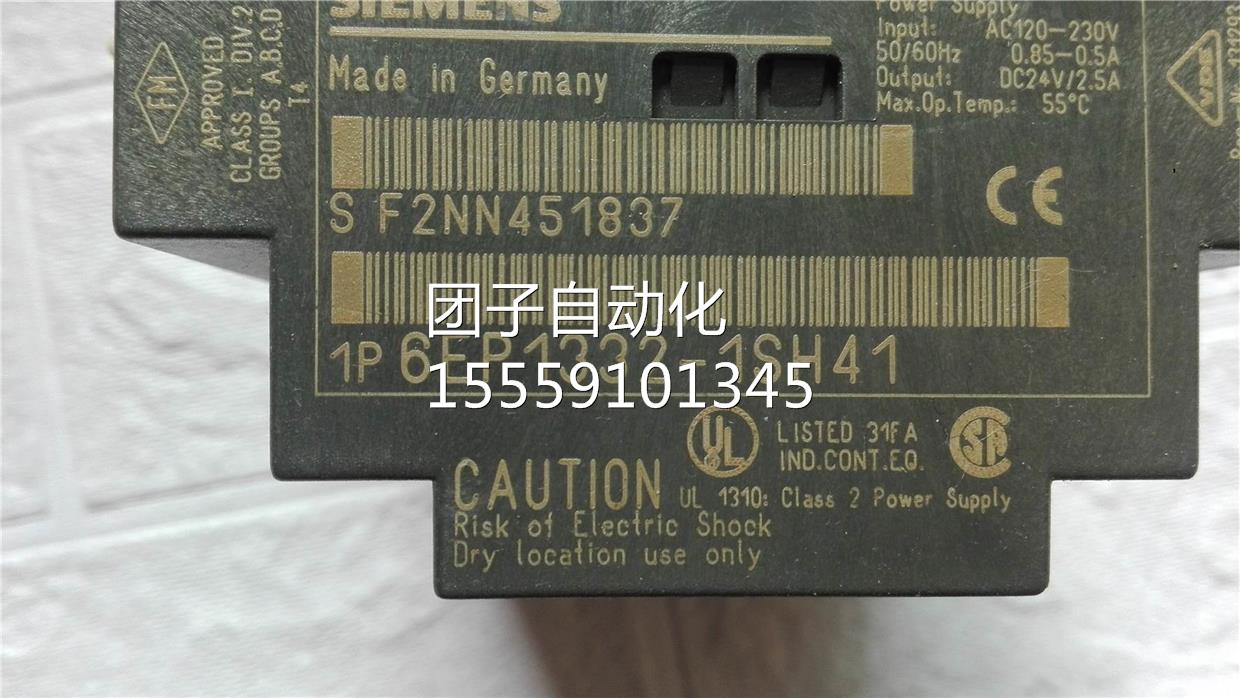 SIEMENS
Made in Germany
Power Supply
Input: AC120-230V
50/60Hz 0.85-0.5A
Output: DC24V/2.5A
Max.Op.Temp.: 55°C
FM
APPROVED
CLASS I. DIV.2
GROUPS A.B.C.D
T4
VDE
S F2NN451837
CE
团子自动化
1P 6EP1332-1SH41
15559101345
UL
LISTED 31FA
IND.CONT.EQ.
SA
CAUTION UL 1310: Class 2 Power Supply
Risk of Electric Shock
Dry location use only